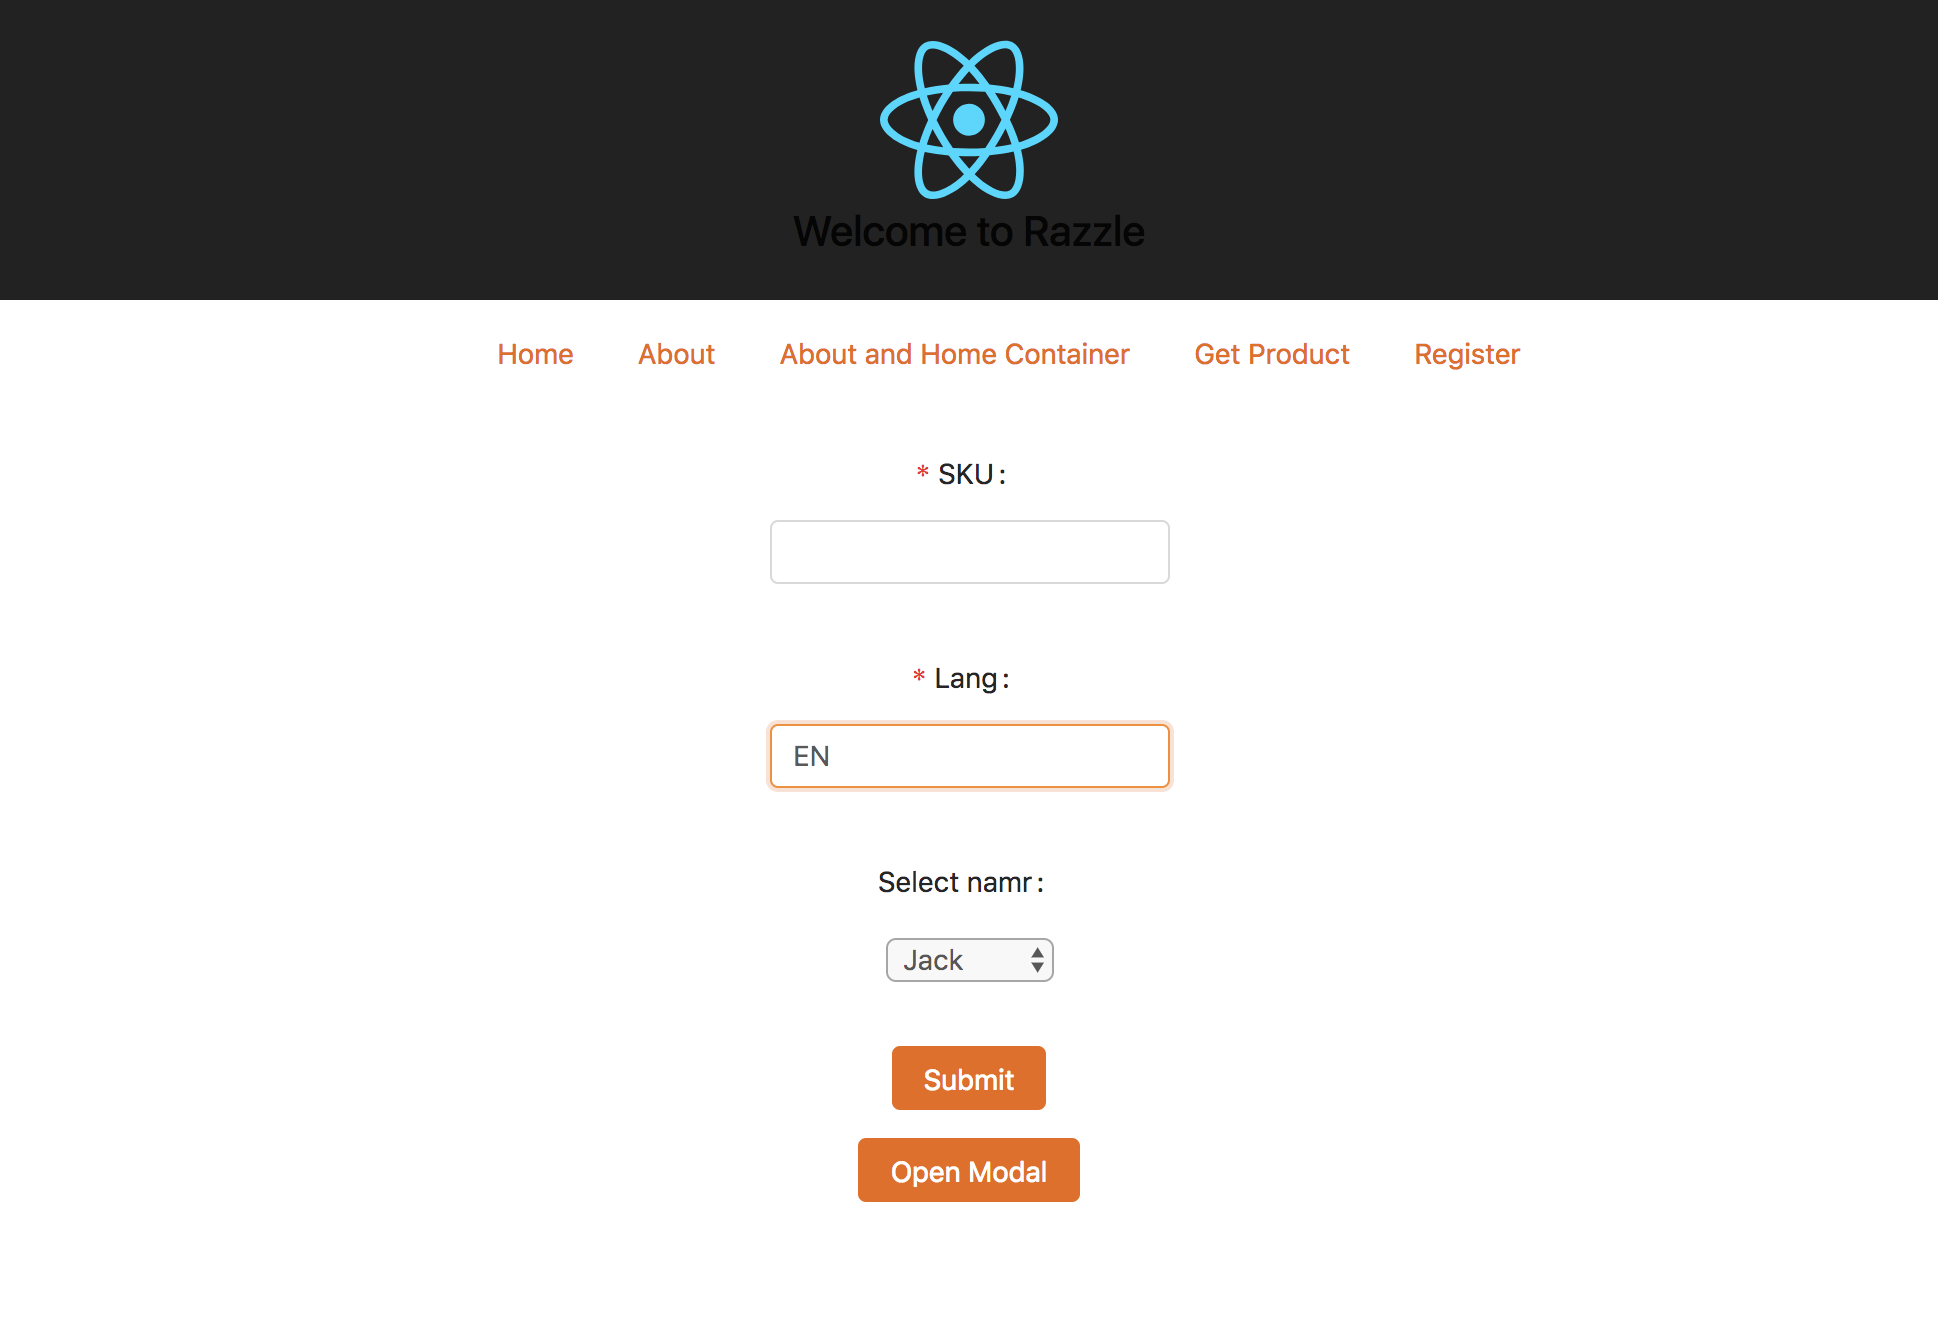 Welcome to Razzle
Home About About and Home Container Get Product Register
* SKU:
* Lang:
EN
Select namr:
Jack
Submit
Open Modal